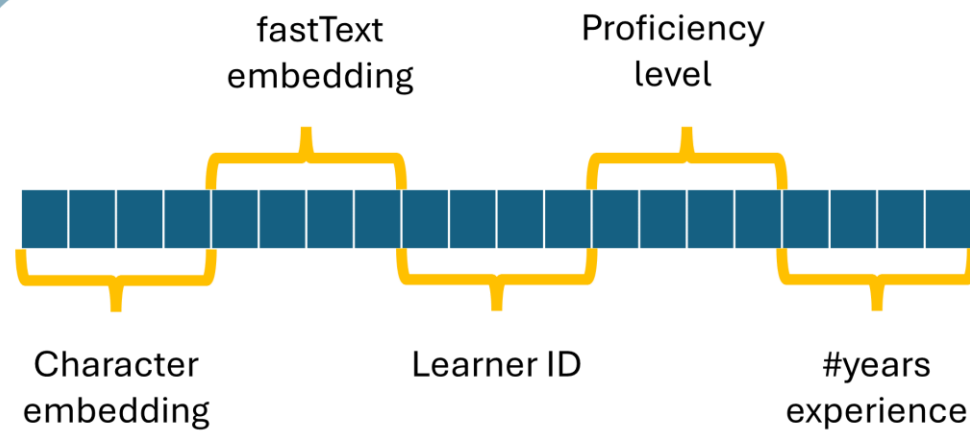 fastText
embedding
Proficiency
level
Character
embedding
Learner ID
#years
experience